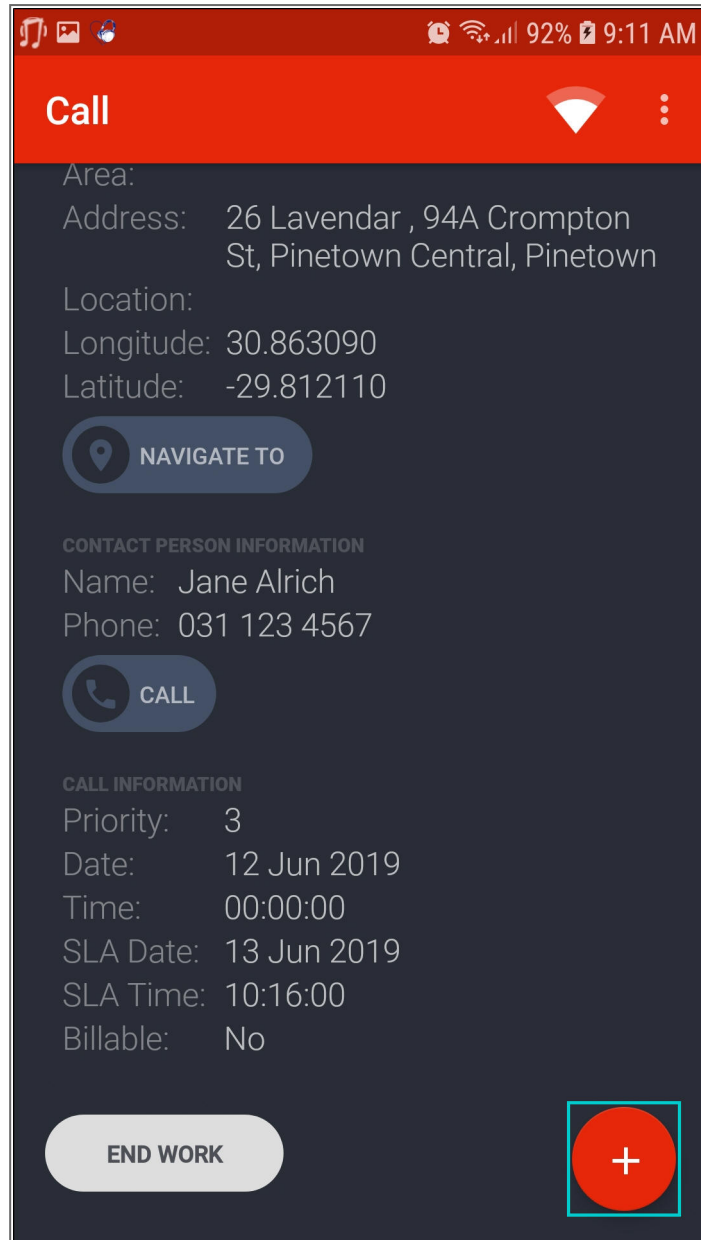 92% 9:11 AM
Call
Area:
Address: 26 Lavendar , 94A Crompton
St, Pinetown Central, Pinetown
Location:
Longitude: 30.863090
Latitude: -29.812110
NAVIGATE TO
CONTACT PERSON INFORMATION
Name: Jane Alrich
Phone: 031 123 4567
CALL
CALL INFORMATION
Priority: 3
Date: 12 Jun 2019
Time: 00:00:00
SLA Date: 13 Jun 2019
SLA Time: 10:16:00
Billable: No
END WORK +